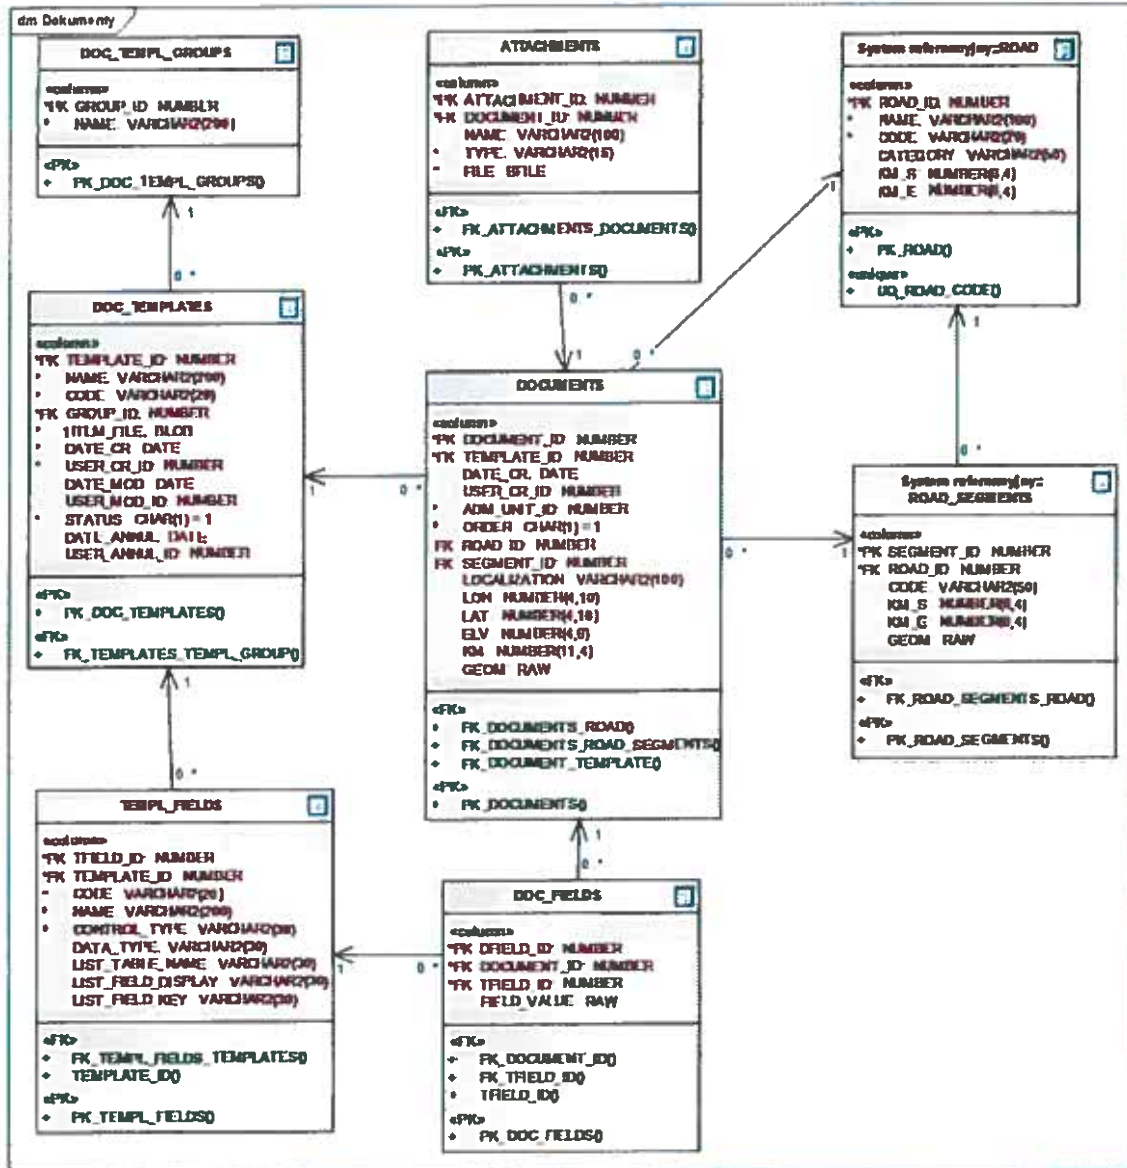 dm Dokumenty
DOC_TEMPL_GROUPS
«column»
*PK GROUP_ID: NUMBER
* NAME: VARCHAR2(200)
«PK»
+ PK_DOC_TEMPL_GROUPS()
1
0..*
ATTACHMENTS
«column»
*PK ATTACHMENT_ID: NUMBER
*FK DOCUMENT_ID: NUMBER
NAME: VARCHAR2(100)
* TYPE: VARCHAR2(15)
* FILE: BFILE
«FK»
+ FK_ATTACHMENTS_DOCUMENTS()
«PK»
+ PK_ATTACHMENTS()
0..*
1
System referencyjny::ROAD
«column»
*PK ROAD_ID: NUMBER
* NAME: VARCHAR2(100)
* CODE: VARCHAR2(20)
CATEGORY: VARCHAR2(50)
KM_S: NUMBER(8,4)
KM_E: NUMBER(8,4)
«PK»
+ PK_ROAD()
«unique»
+ UQ_ROAD_CODE()
1
0..*
1
0..*
DOC_TEMPLATES
«column»
*PK TEMPLATE_ID: NUMBER
* NAME: VARCHAR2(200)
* CODE: VARCHAR2(20)
*FK GROUP_ID: NUMBER
* HTLM_FILE: BLOB
* DATE_CR: DATE
* USER_CR_ID: NUMBER
DATE_MOD: DATE
USER_MOD_ID: NUMBER
* STATUS: CHAR(1) = 1
DATE_ANNUL: DATE
USER_ANNUL_ID: NUMBER
«PK»
+ PK_DOC_TEMPLATES()
«FK»
+ FK_TEMPLATES_TEMPL_GROUP()
1
0..*
1
0..*
DOCUMENTS
«column»
*PK DOCUMENT_ID: NUMBER
*FK TEMPLATE_ID: NUMBER
DATE_CR: DATE
USER_CR_ID: NUMBER
* ADM_UNIT_ID: NUMBER
* ORDER: CHAR(1) = 1
FK ROAD_ID: NUMBER
FK SEGMENT_ID: NUMBER
LOCALIZATION: VARCHAR2(100)
LON: NUMBER(4,10)
LAT: NUMBER(4,10)
ELV: NUMBER(4,6)
KM: NUMBER(11,4)
GEOM: RAW
«FK»
+ FK_DOCUMENTS_ROAD()
+ FK_DOCUMENTS_ROAD_SEGMENTS()
+ FK_DOCUMENT_TEMPLATE()
«PK»
+ PK_DOCUMENTS()
0..*
1
System referencyjny::
ROAD_SEGMENTS
«column»
*PK SEGMENT_ID: NUMBER
*FK ROAD_ID: NUMBER
CODE: VARCHAR2(50)
KM_S: NUMBER(8,4)
KM_E: NUMBER(8,4)
GEOM: RAW
«FK»
+ FK_ROAD_SEGMENTS_ROAD()
«PK»
+ PK_ROAD_SEGMENTS()
TEMPL_FIELDS
«column»
*PK TFIELD_ID: NUMBER
*FK TEMPLATE_ID: NUMBER
* CODE: VARCHAR2(20)
* NAME: VARCHAR2(200)
* CONTROL_TYPE: VARCHAR2(30)
DATA_TYPE: VARCHAR2(30)
LIST_TABLE_NAME: VARCHAR2(30)
LIST_FIELD_DISPLAY: VARCHAR2(30)
LIST_FIELD_KEY: VARCHAR2(30)
«FK»
+ FK_TEMPL_FIELDS_TEMPLATES()
+ TEMPLATE_ID()
«PK»
+ PK_TEMPL_FIELDS()
1
0..*
1
0..*
DOC_FIELDS
«column»
*PK DFIELD_ID: NUMBER
*FK DOCUMENT_ID: NUMBER
*FK TFIELD_ID: NUMBER
FIELD_VALUE: RAW
«FK»
+ FK_DOCUMENT_ID()
+ FK_TFIELD_ID()
+ TFIELD_ID()
«PK»
+ PK_DOC_FIELDS()